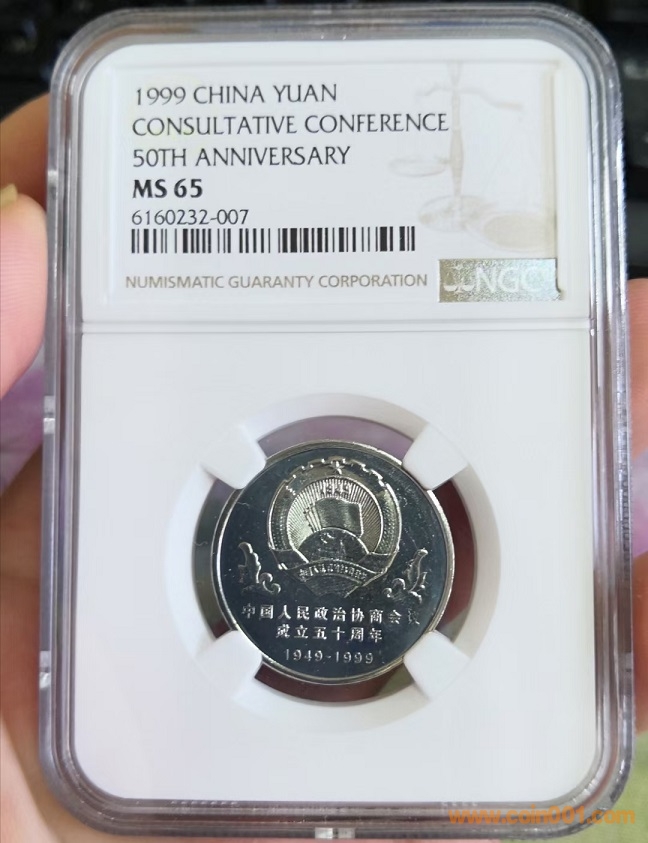 1999 CHINA YUAN
CONSULTATIVE CONFERENCE
50TH ANNIVERSARY
MS 65
6160232-007
NUMISMATIC GUARANTY CORPORATION
NGC
1949
中国人民政治协商会议
成立五十周年
1949-1999
www.coin001.com